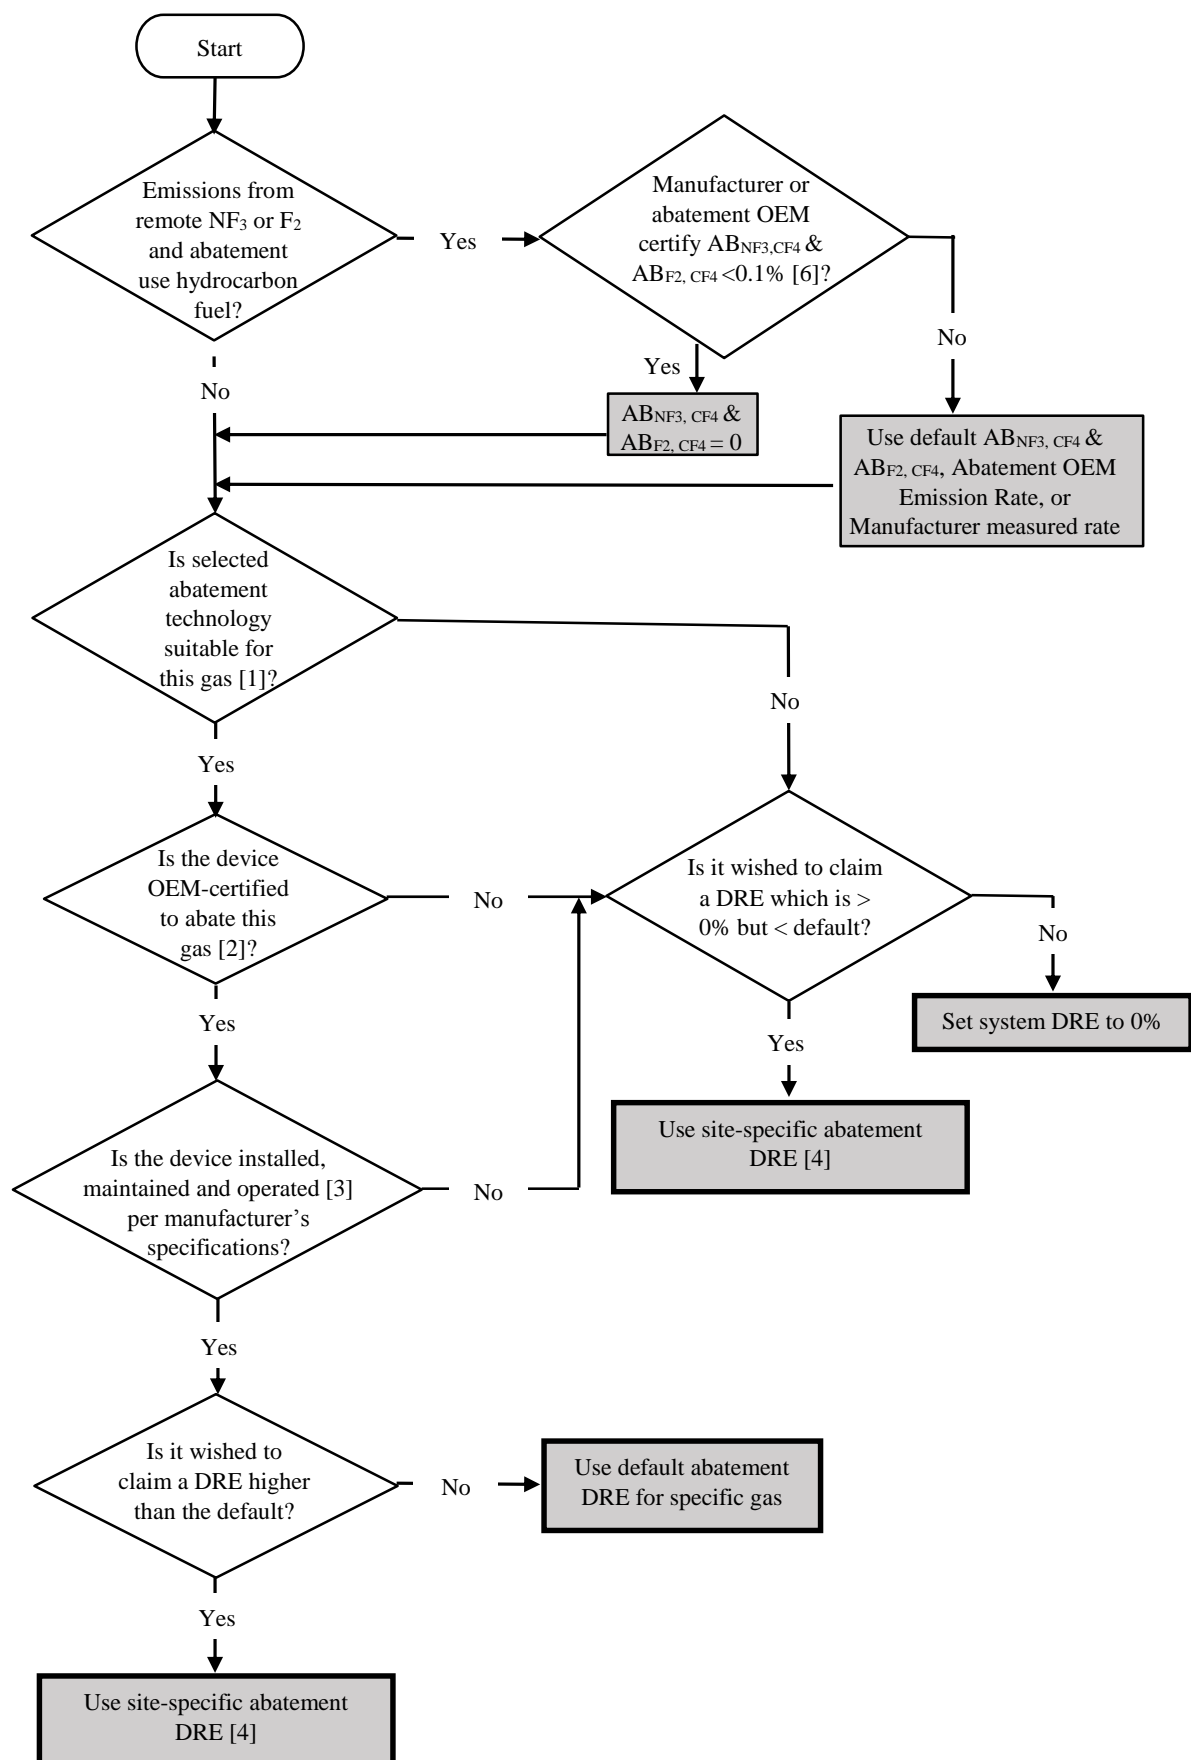 Start
Emissions from
remote NF₃ or F₂
and abatement
use hydrocarbon
fuel?
Yes
Manufacturer or
abatement OEM
certify ABNF3,CF4 &
ABF2, CF4 <0.1% [6]?
No
Yes
No
ABNF3, CF4 &
ABF2, CF4 = 0
Use default ABNF3, CF4 &
ABF2, CF4, Abatement OEM
Emission Rate, or
Manufacturer measured rate
Is selected
abatement
technology
suitable for
this gas [1]?
No
Yes
Is the device
OEM-certified
to abate this
gas [2]?
No
Is it wished to claim
a DRE which is >
0% but < default?
No
Set system DRE to 0%
Yes
Yes
Use site-specific abatement
DRE [4]
Is the device installed,
maintained and operated [3]
per manufacturer’s
specifications?
No
Yes
Is it wished to
claim a DRE higher
than the default?
No
Use default abatement
DRE for specific gas
Yes
Use site-specific abatement
DRE [4]